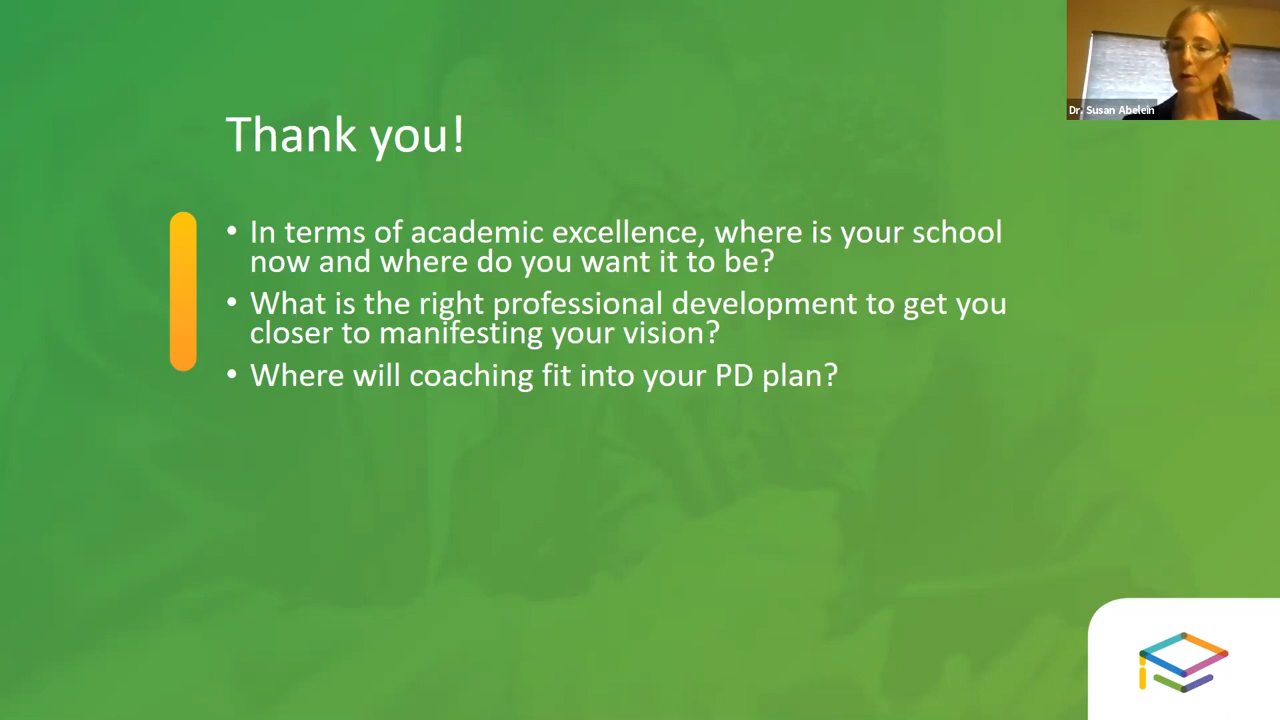 Dr. Susan Abelein
Thank you!
• In terms of academic excellence, where is your school
now and where do you want it to be?
• What is the right professional development to get you
closer to manifesting your vision?
• Where will coaching fit into your PD plan?